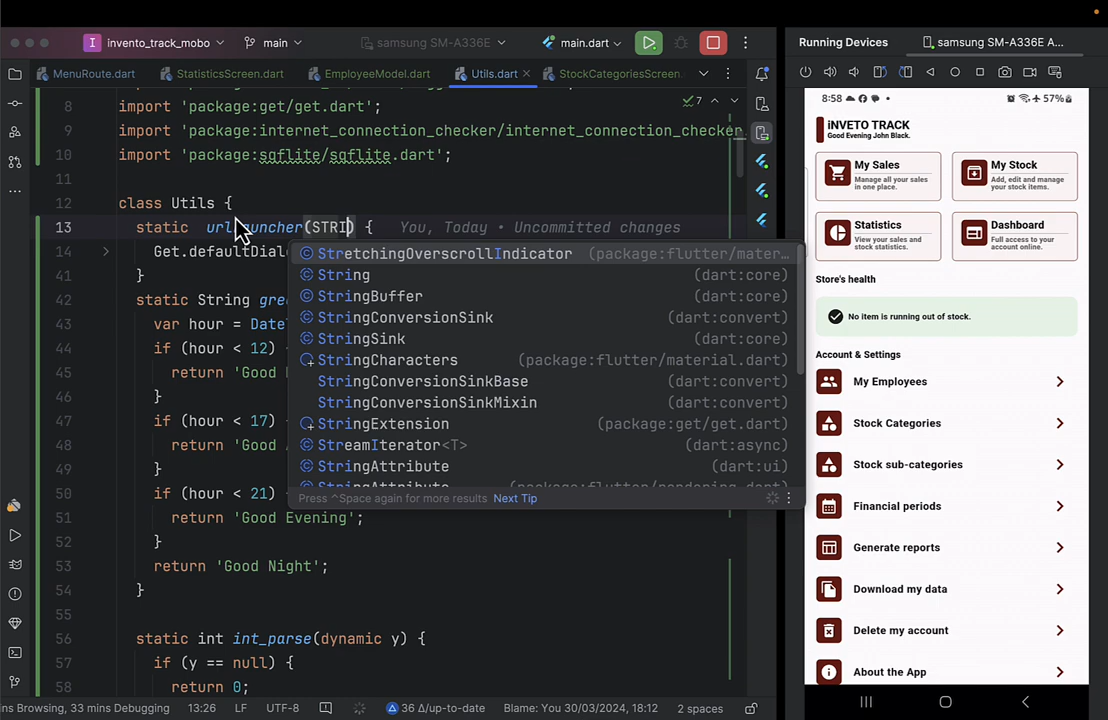 invento_track_mobo
main
samsung SM-A336E
main.dart
MenuRoute.dart
StatisticsScreen.dart
EmployeeModel.dart
Utils.dart
StockCategoriesScreen
8 import 'package:get/get.dart';
7
9 import 'package:internet_connection_checker/internet_connection_checker.
10 import 'package:sqflite/sqflite.dart';
11
12 class Utils {
13 static (STRI) { You, Today • Uncommitted changes
14 Get.defaultDial
41 }
42 static String gre
43 var hour = Date
44 if (hour < 12)
45 return 'Good
46 }
47 if (hour < 17)
48 return 'Good
49 }
50 if (hour < 21)
51 return 'Good Evening';
52 }
53 return 'Good Night';
54 }
55
56 static int int_parse(dynamic y) {
57 if (y == null) {
58 return 0;
StretchingOverscrollIndicator (package:flutter/mater...
String (dart:core)
StringBuffer (dart:core)
StringConversionSink (dart:convert)
StringSink (dart:core)
StringCharacters (package:flutter/material.dart)
StringConversionSinkBase (dart:convert)
StringConversionSinkMixin (dart:convert)
StringExtension (package:get/get.dart)
StreamIterator<T> (dart:async)
StringAttribute (dart:ui)
StringAttribute (package:flutter/rendering.dart)
Press ^Space again for more results Next Tip
ns Browsing, 33 mins Debugging
13:26
LF
UTF-8
36 Δ/up-to-date
Blame: You 30/03/2024, 18:12
2 spaces
Running Devices
samsung SM-A336E A...
8:58
57%
iNVETO TRACK
Good Evening John Black.
My Sales
Manage all your sales
in one place.
My Stock
Add, edit and manage
your stock items.
Statistics
View your sales and
stock statistics.
Dashboard
Full access to your
account online.
Store's health
No item is running out of stock.
Account & Settings
My Employees
Stock Categories
Stock sub-categories
Financial periods
Generate reports
Download my data
Delete my account
About the App